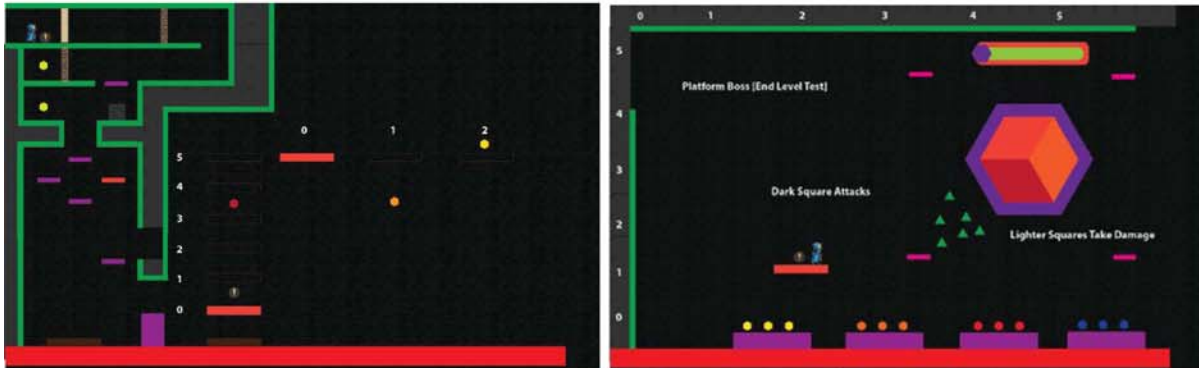 0 1 2
5
4
3
2
1
0
0 1 2 3 4 5
5
Platform Boss [End Level Test]
4
3
Dark Square Attacks
2
Lighter Squares Take Damage
1
0